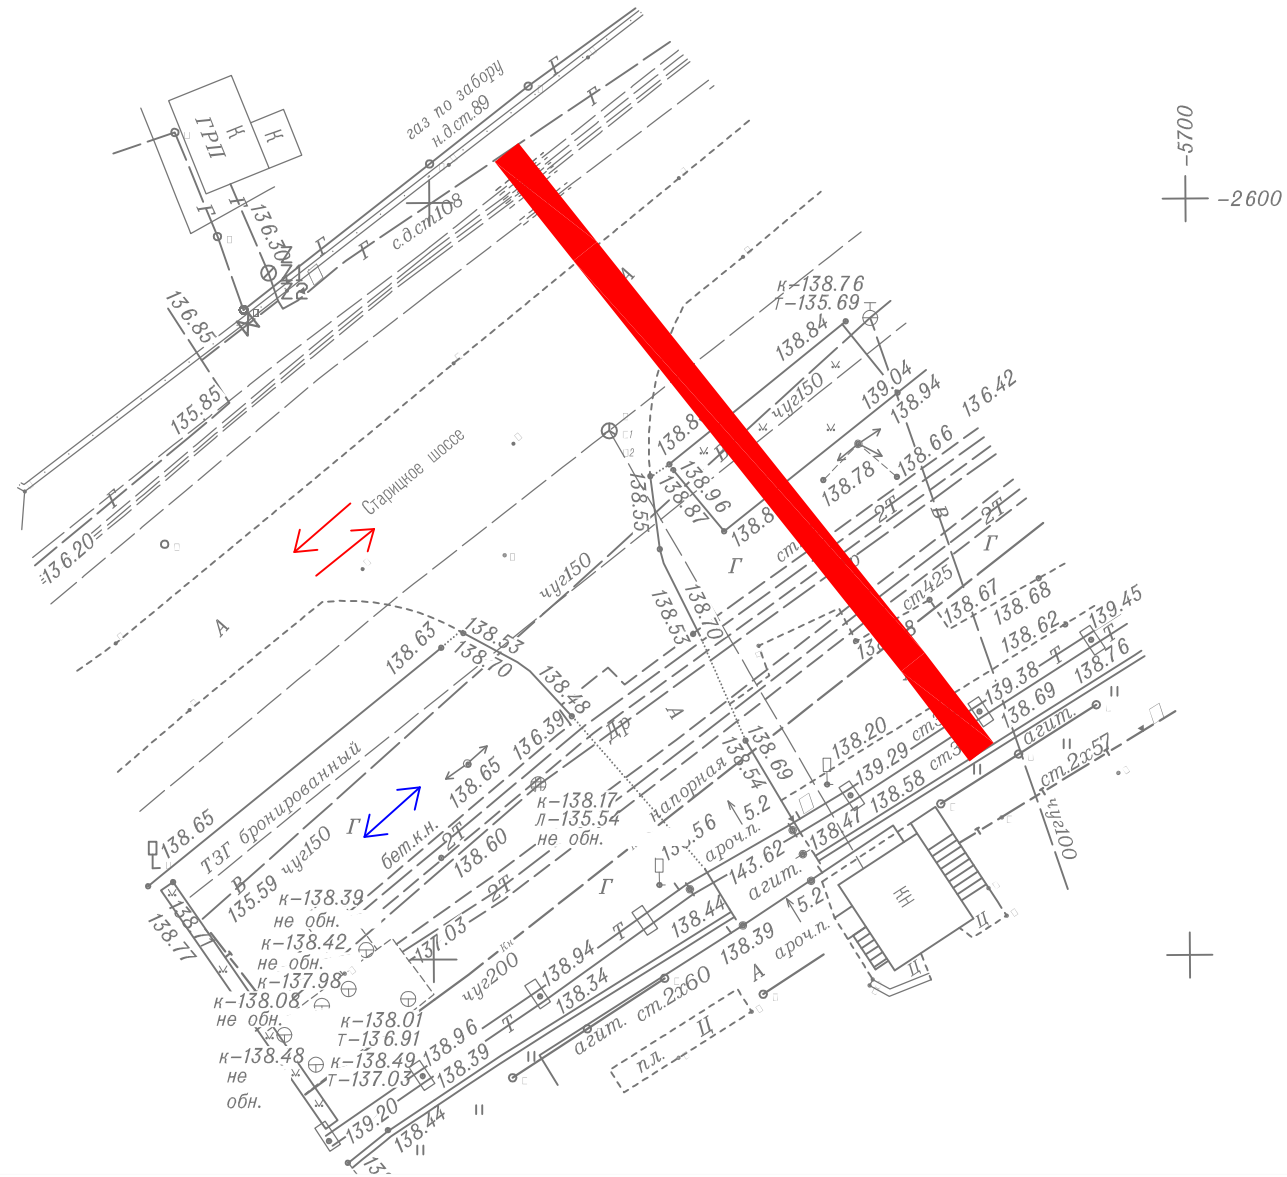 газ по забору
н.д.ст.89
Г
Г
-5700
-2600
К
К
ГРП
Г
Г
136.30
Z
Z1
Z2
Г
Г
с.д.ст108
136.85
135.85
А
к-138.76
т-135.69
138.84
чуг150
139.04
138.94
136.42
138.66
138.78
Старицкое шоссе
Г
136.20
138.55
138.96
138.87
В
2Т
2Т
В
Г
Г
чуг150
ст425
138.67
138.68
138.62
139.45
Т
138.76
А
138.63
138.53
138.70
138.53
138.70
138.48
136.39
Др
А
139.38
Т
138.69
агит.
138.20
139.29
138.58
ст.2х57
138.54
138.69
напорная
ТЗГ бронированный
138.65
138.65
чуг150
В
Г
бет.к.н.
2Т
138.60
2Т
135.59
к-138.17
Л-135.54
не обн.
5.2
ароч.п.
143.62
138.47
агит.
чуг100
Г
138.77
к-138.39
не обн.
к-138.42
не обн.
к-137.98
к-138.08
не обн.
к-138.48
не
обн.
к-138.01
т-136.91
к-138.49
т-137.03
137.03
чуг200
кк
138.94
Т
138.44
138.34
138.39
5.2
ароч.п.
А
Н
Ц
Ц
138.96
Т
138.39
агит. ст.2х60
пл.
Ц
139.20
138.44